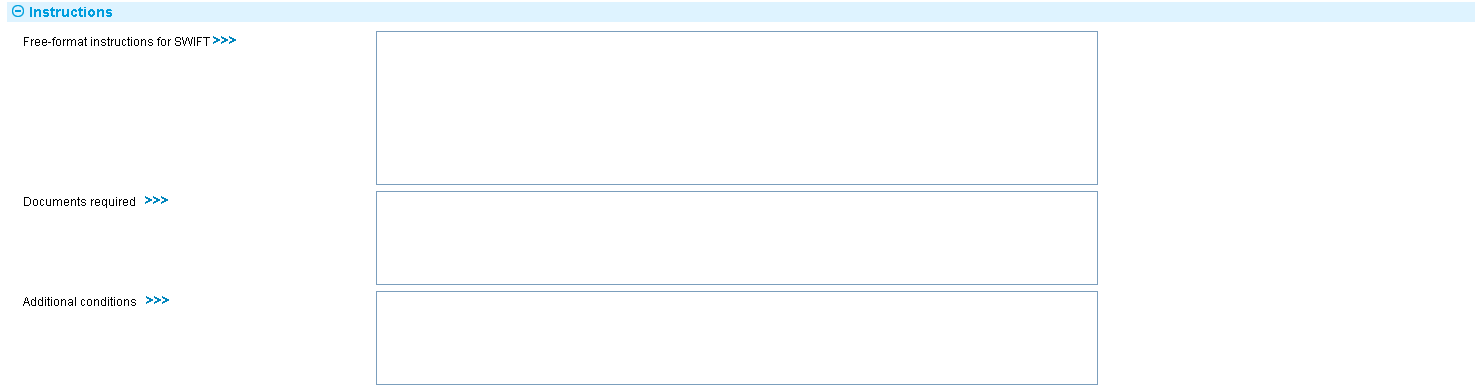 Instructions
Free-format instructions for SWIFT >>>
Documents required >>>
Additional conditions >>>